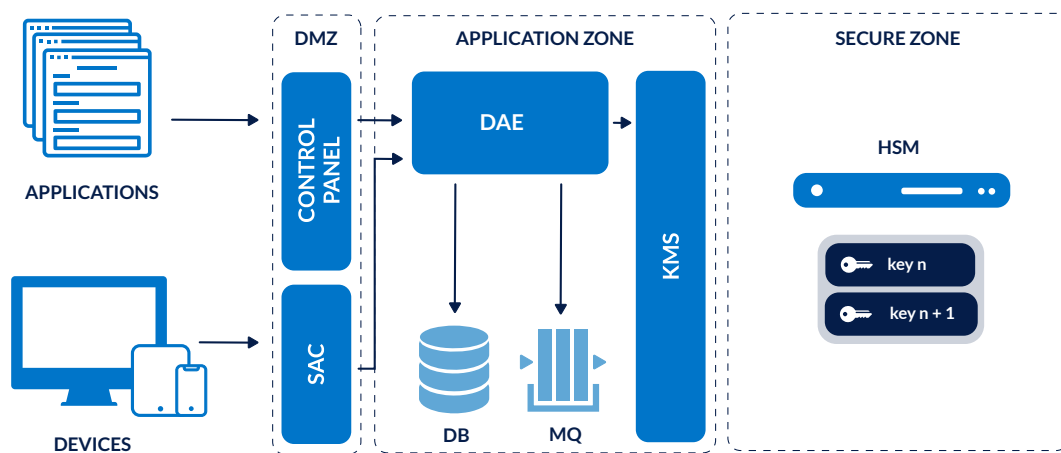 DMZ
APPLICATION ZONE
SECURE ZONE
APPLICATIONS
CONTROL
PANEL
DAE
HSM
KMS
key n
key n + 1
SAC
DB
MQ
DEVICES